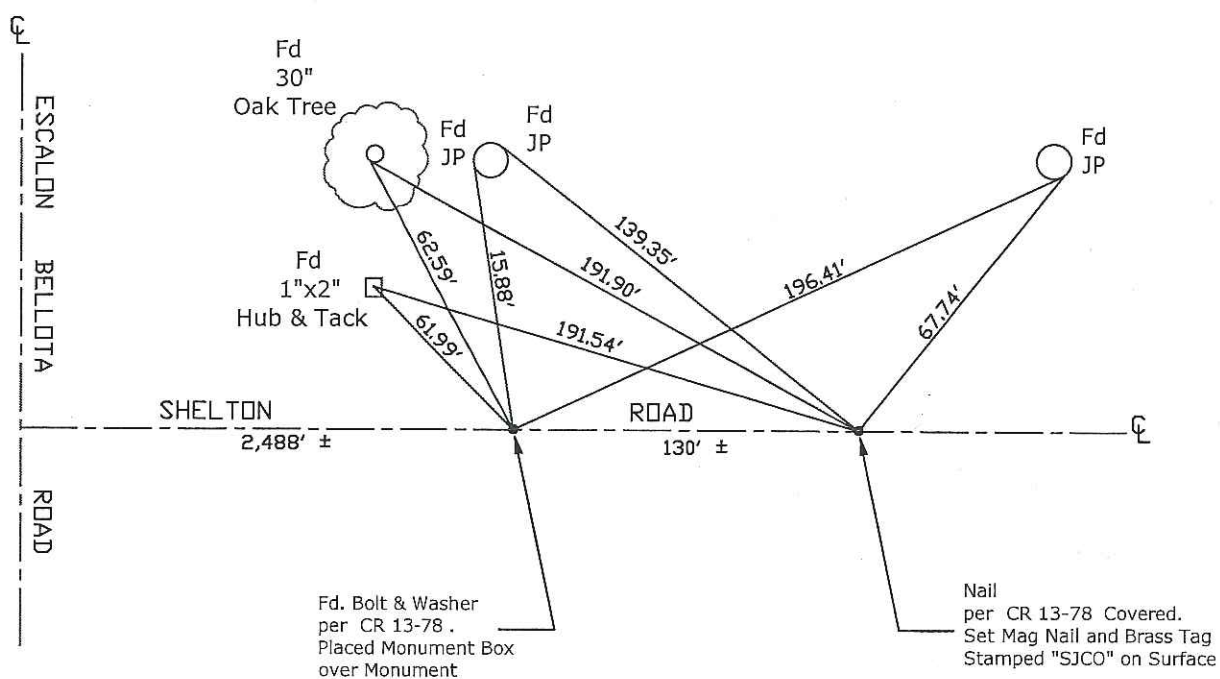 ℄
ESCALON BELLOTA ROAD
Fd
30"
Oak Tree
Fd
JP
Fd
JP
Fd
JP
Fd
1"x2"
Hub & Tack
62.59'
15.88'
139.35'
191.90'
196.41'
67.74'
61.99'
191.54'
SHELTON ROAD
2,488' ±
130' ±
℄
Fd. Bolt & Washer
per CR 13-78 .
Placed Monument Box
over Monument
Nail
per CR 13-78 Covered.
Set Mag Nail and Brass Tag
Stamped "SJCO" on Surface